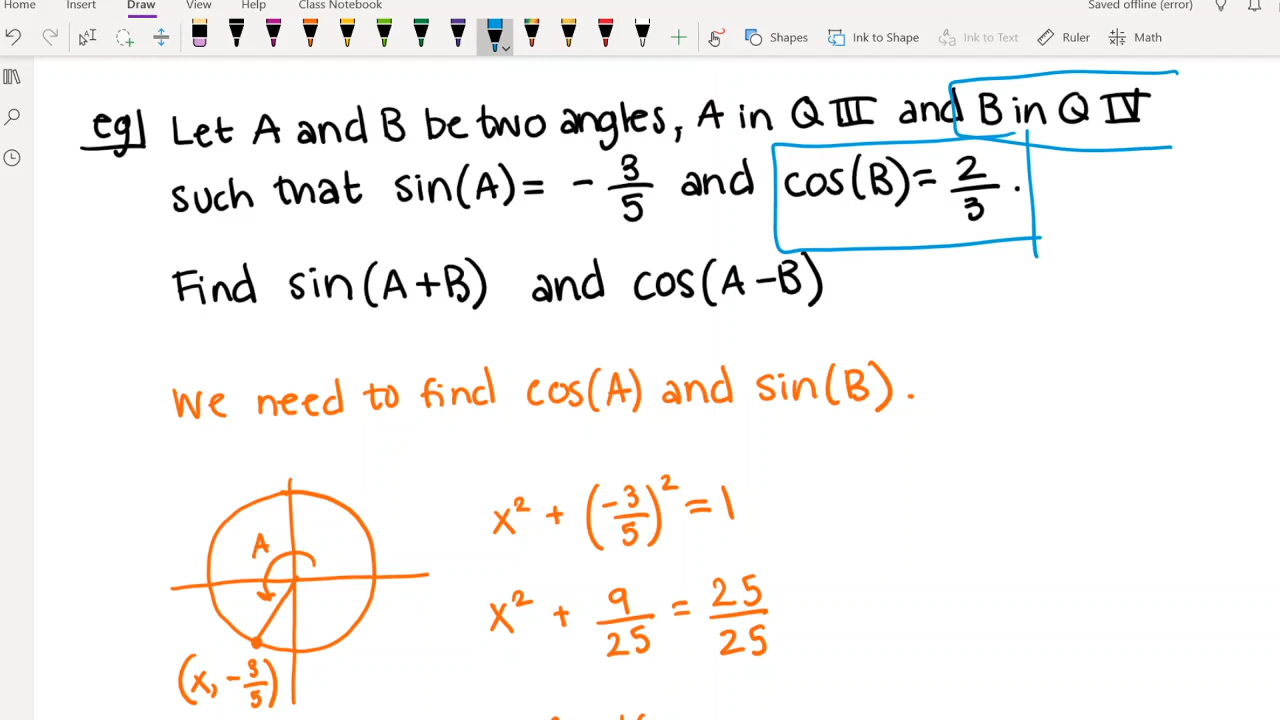 Home Insert Draw View Help Class Notebook Saved offline (error)
Shapes Ink to Shape Ink to Text Ruler Math
eg) Let A and B be two angles, A in Q III and B in Q IV
such that sin(A) = - 3/5 and cos(B) = 2/3 .
Find sin(A+B) and cos(A-B)
We need to find cos(A) and sin(B).
x² + (-3/5)² = 1
A
x² + 9/25 = 25/25
(x, -3/5)